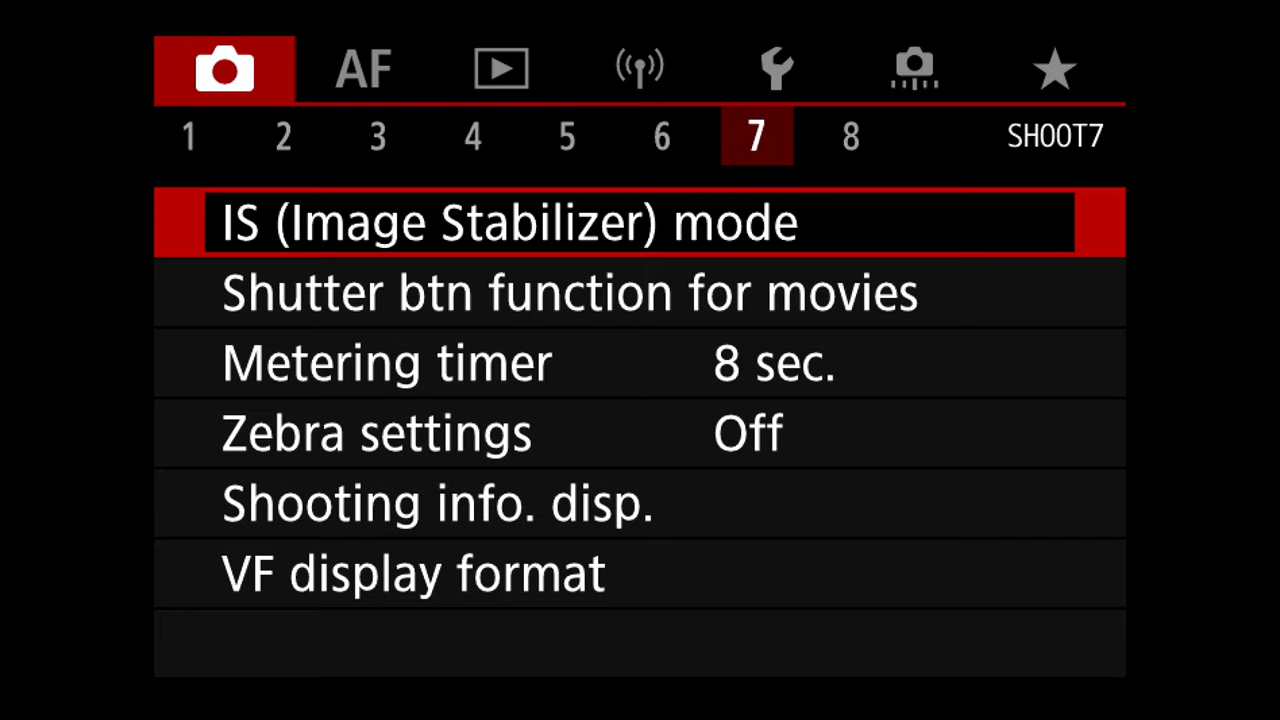 AF
1 2 3 4 5 6 7 8 SHOOT7
IS (Image Stabilizer) mode
Shutter btn function for movies
Metering timer 8 sec.
Zebra settings Off
Shooting info. disp.
VF display format